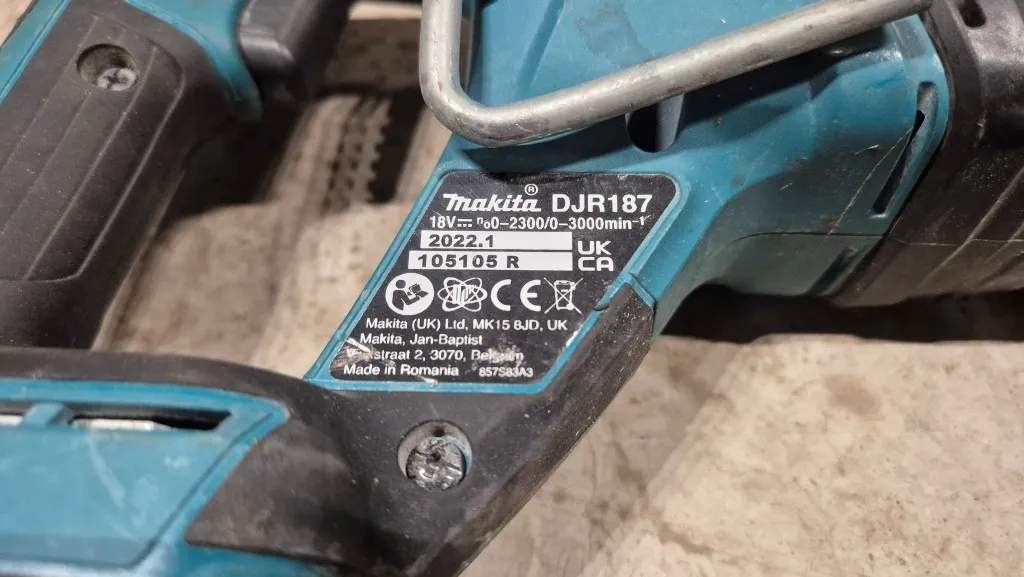 makita® DJR187
18V⎓ n₀0-2300/0-3000min⁻¹
2022.1
105105 R
UK
CA
CE
Makita (UK) Ltd, MK15 8JD, UK
Makita, Jan-Baptist
2, 3070, Belgium
Made in Romania 857S83A3